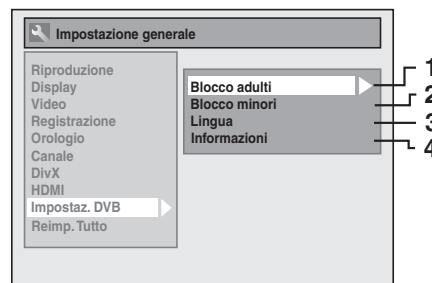 Impostazione generale
Riproduzione
Display
Video
Registrazione
Orologio
Canale
DivX
HDMI
Impostaz. DVB
Reimp. Tutto
Blocco adulti
Blocco minori
Lingua
Informazioni
1
2
3
4